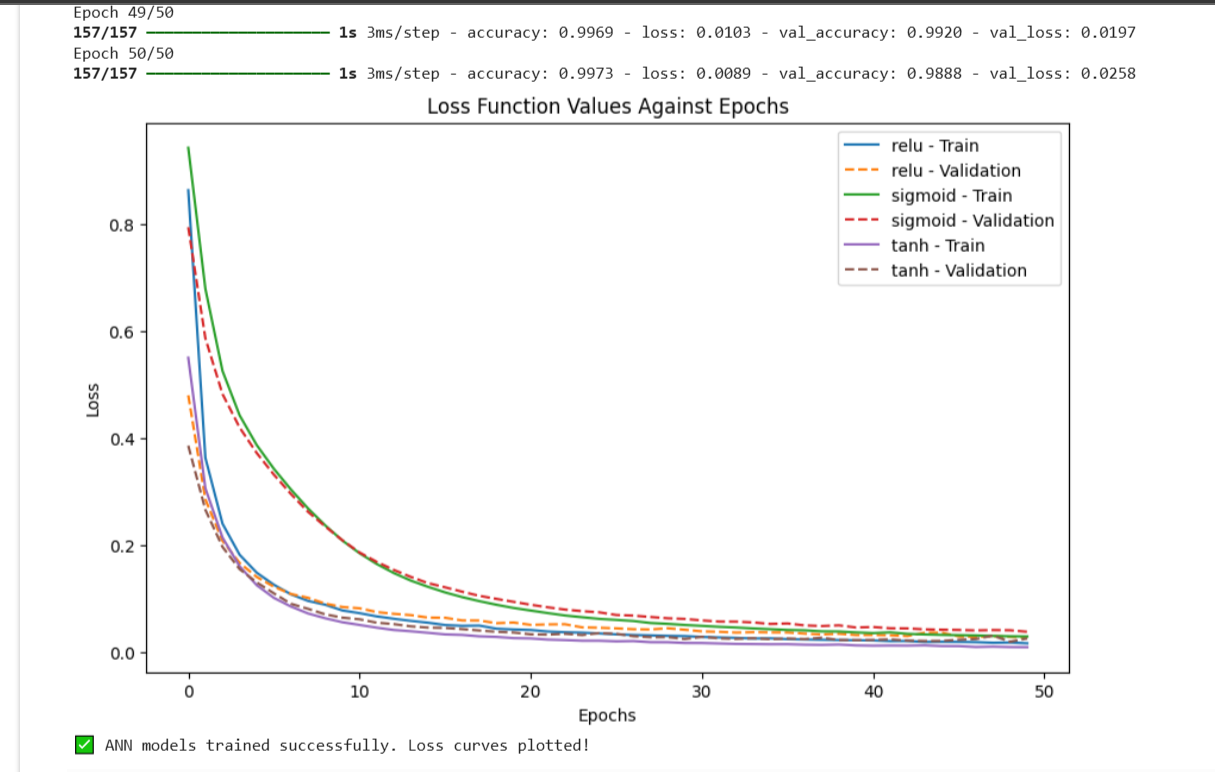 Epoch 49/50
157/157 ━━━━━━━━━━━━━━━━━━━━ 1s 3ms/step - accuracy: 0.9969 - loss: 0.0103 - val_accuracy: 0.9920 - val_loss: 0.0197
Epoch 50/50
157/157 ━━━━━━━━━━━━━━━━━━━━ 1s 3ms/step - accuracy: 0.9973 - loss: 0.0089 - val_accuracy: 0.9888 - val_loss: 0.0258
Loss Function Values Against Epochs
relu - Train
relu - Validation
sigmoid - Train
sigmoid - Validation
tanh - Train
tanh - Validation
Loss
0.8
0.6
0.4
0.2
0.0
0 10 20 30 40 50
Epochs
✅ ANN models trained successfully. Loss curves plotted!